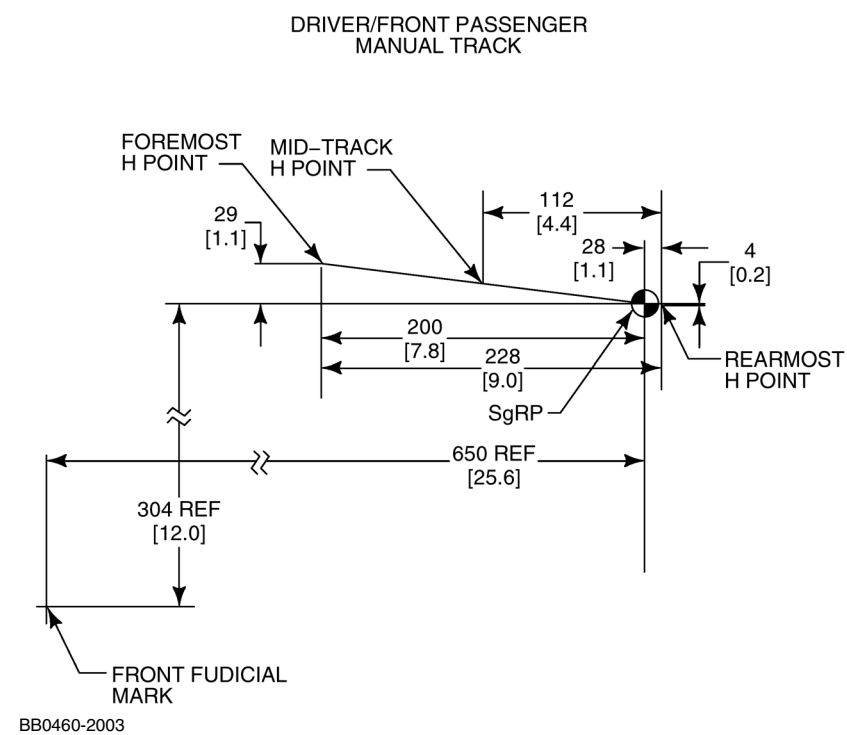 DRIVER/FRONT PASSENGER
MANUAL TRACK
FOREMOST
H POINT
MID–TRACK
H POINT
112
[4.4]
29
[1.1]
28
[1.1]
4
[0.2]
200
[7.8]
228
[9.0]
REARMOST
H POINT
SgRP
650 REF
[25.6]
304 REF
[12.0]
FRONT FUDICIAL
MARK
BB0460-2003